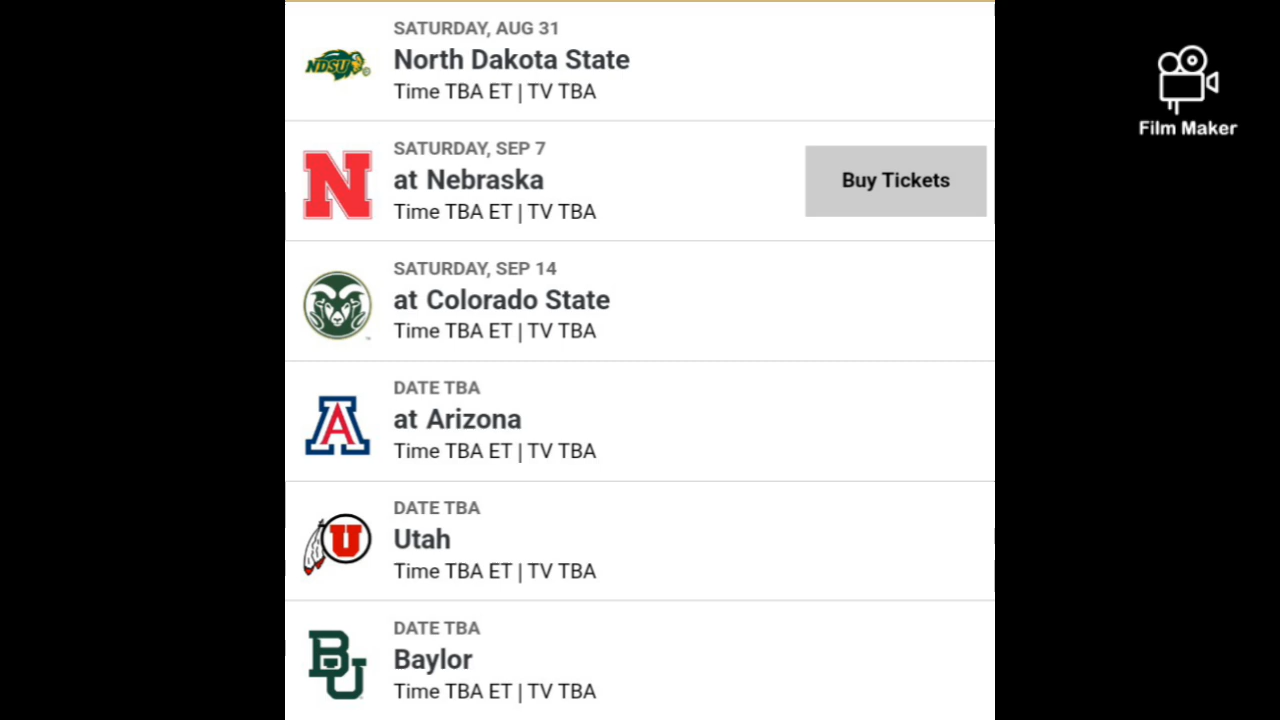 SATURDAY, AUG 31
NDSU
North Dakota State
Time TBA ET | TV TBA
Film Maker
SATURDAY, SEP 7
N
at Nebraska
Time TBA ET | TV TBA
Buy Tickets
SATURDAY, SEP 14
at Colorado State
Time TBA ET | TV TBA
DATE TBA
A
at Arizona
Time TBA ET | TV TBA
DATE TBA
U
Utah
Time TBA ET | TV TBA
DATE TBA
BU
Baylor
Time TBA ET | TV TBA